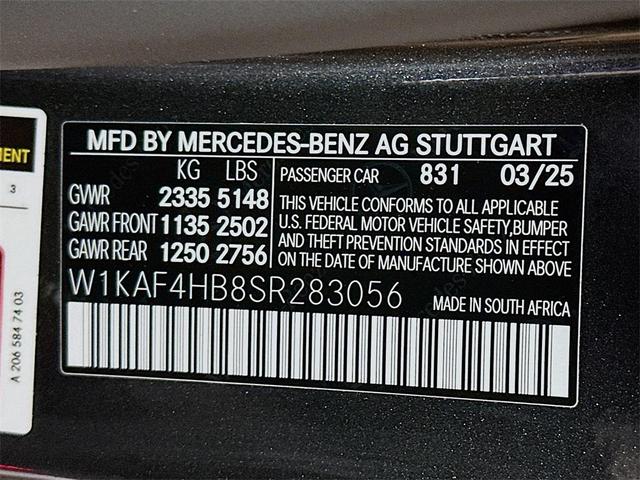 MENT
3
A 206 584 74 03
MFD BY MERCEDES-BENZ AG STUTTGART
KG LBS
GVWR 2335 5148
GAWR FRONT 1135 2502
GAWR REAR 1250 2756
PASSENGER CAR 831 03/25
THIS VEHICLE CONFORMS TO ALL APPLICABLE
U.S. FEDERAL MOTOR VEHICLE SAFETY,BUMPER
AND THEFT PREVENTION STANDARDS IN EFFECT
ON THE DATE OF MANUFACTURE SHOWN ABOVE
W1KAF4HB8SR283056
MADE IN SOUTH AFRICA